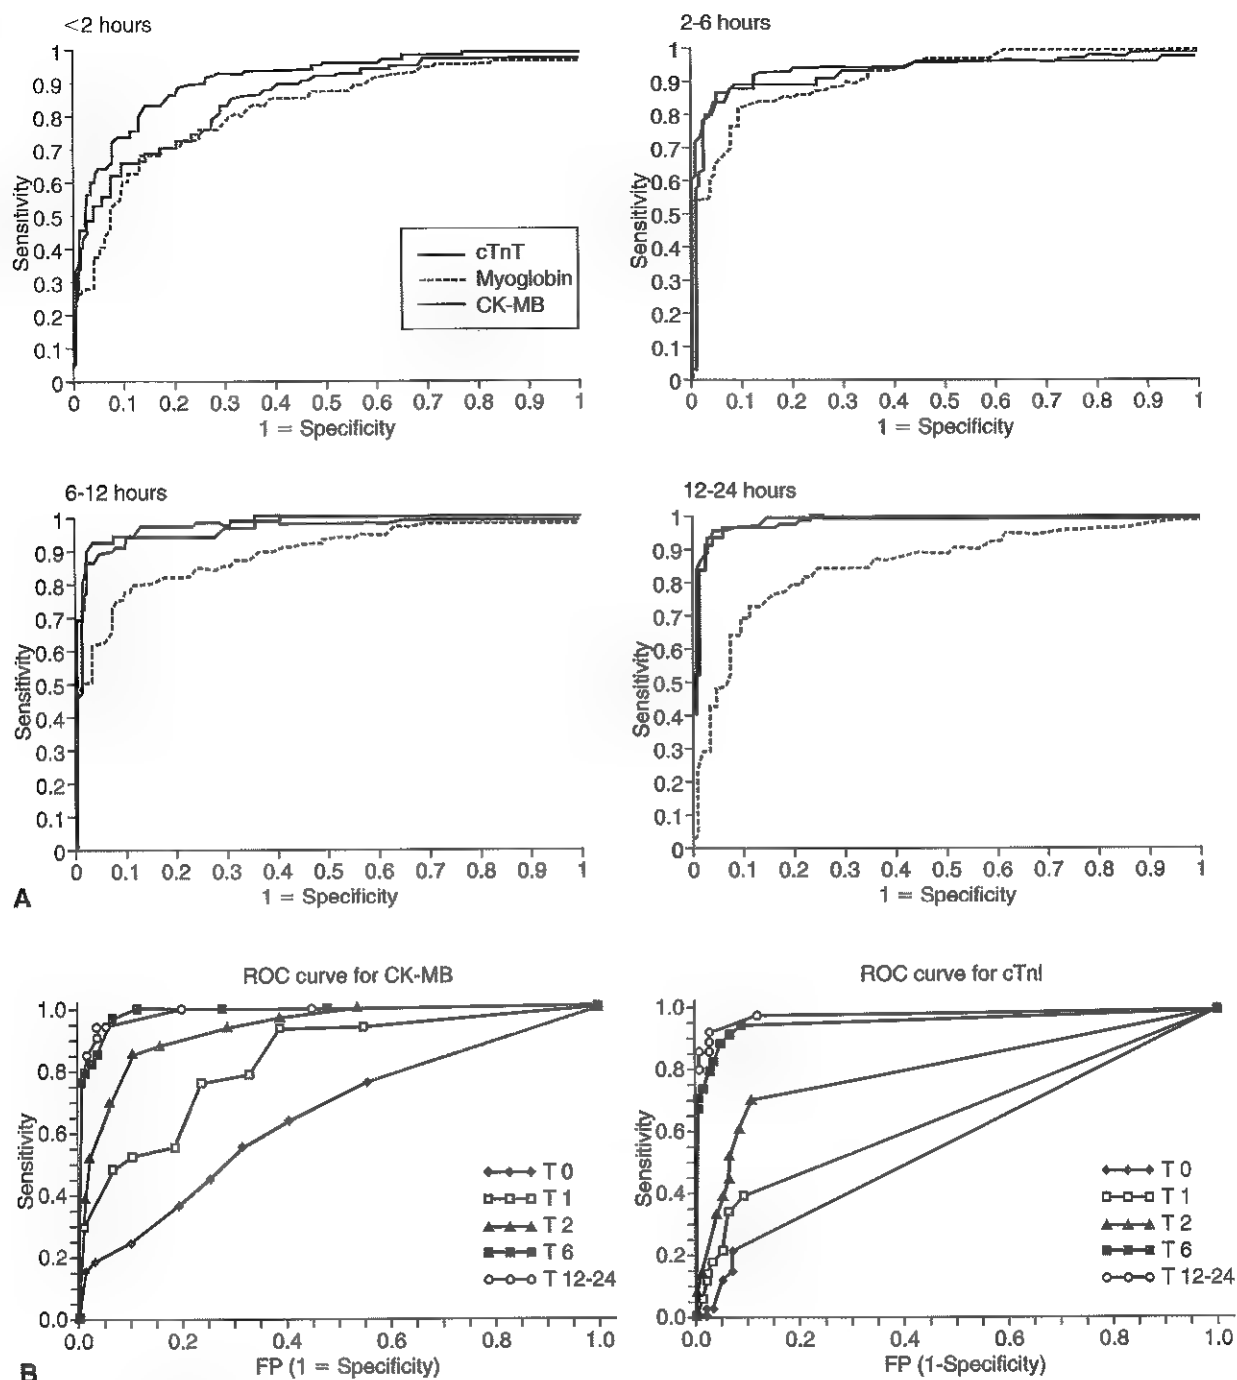 <2 hours
1
0.9
0.8
0.7
0.6
0.5
0.4
0.3
0.2
0.1
0
Sensitivity
cTnT
Myoglobin
CK-MB
0 0.1 0.2 0.3 0.4 0.5 0.6 0.7 0.8 0.9 1
1 = Specificity
2-6 hours
1
0.9
0.8
0.7
0.6
0.5
0.4
0.3
0.2
0.1
0
Sensitivity
0 0.1 0.2 0.3 0.4 0.5 0.6 0.7 0.8 0.9 1
1 = Specificity
6-12 hours
1
0.9
0.8
0.7
0.6
0.5
0.4
0.3
0.2
0.1
0
Sensitivity
0 0.1 0.2 0.3 0.4 0.5 0.6 0.7 0.8 0.9 1
1 = Specificity
12-24 hours
1
0.9
0.8
0.7
0.6
0.5
0.4
0.3
0.2
0.1
0
Sensitivity
0 0.1 0.2 0.3 0.4 0.5 0.6 0.7 0.8 0.9 1
1 = Specificity
A
ROC curve for CK-MB
1.0
0.8
0.6
0.4
0.2
0.0
Sensitivity
T 0
T 1
T 2
T 6
T 12-24
0.0 0.2 0.4 0.6 0.8 1.0
FP (1 = Specificity)
ROC curve for cTnI
1.0
0.8
0.6
0.4
0.2
0.0
Sensitivity
T 0
T 1
T 2
T 6
T 12-24
0.0 0.2 0.4 0.6 0.8 1.0
FP (1-Specificity)
B